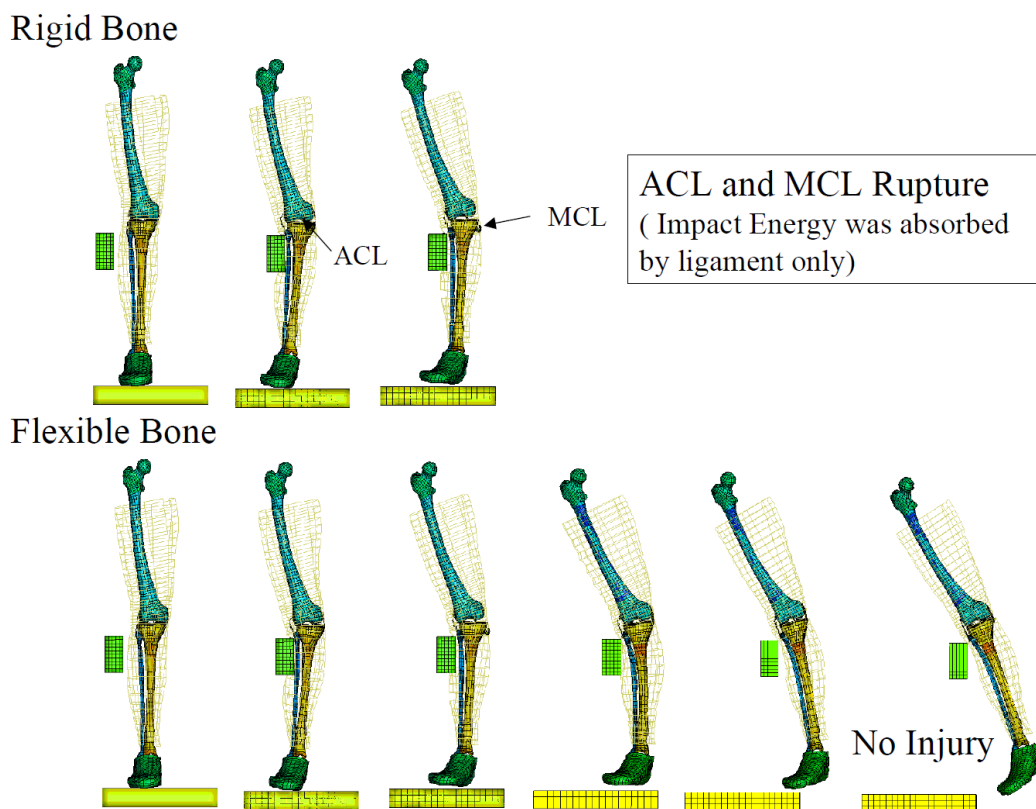 Rigid Bone
ACL
MCL
ACL and MCL Rupture
( Impact Energy was absorbed
by ligament only)
Flexible Bone
No Injury